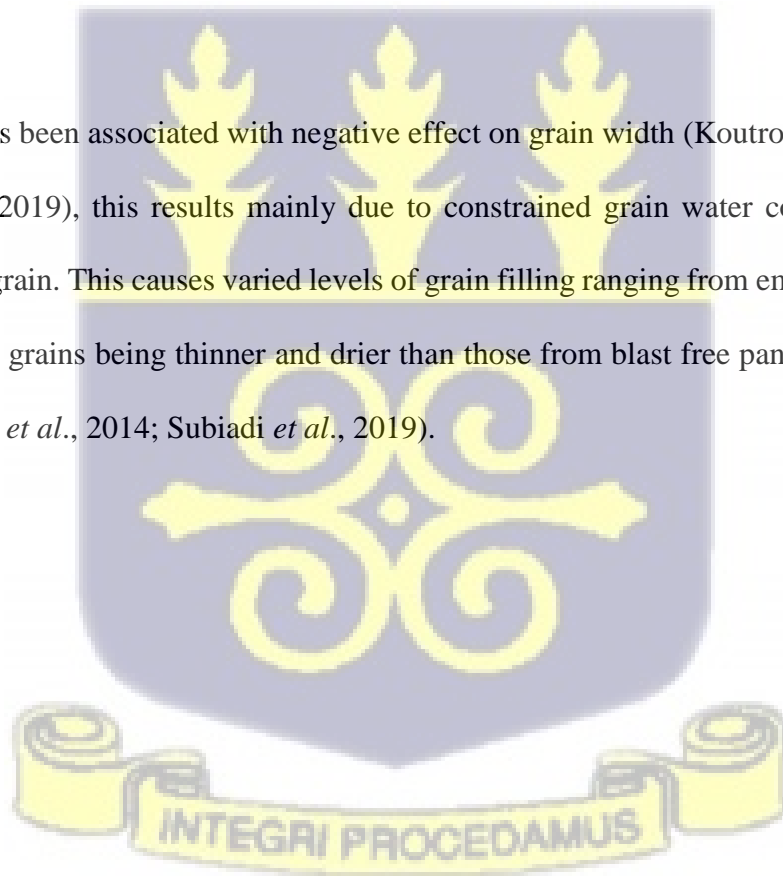 s been associated with negative effect on grain width (Koutro
2019), this results mainly due to constrained grain water co
grain. This causes varied levels of grain filling ranging from em
grains being thinner and drier than those from blast free pan
et al., 2014; Subiadi et al., 2019).
INTEGRI PROCEDAMUS